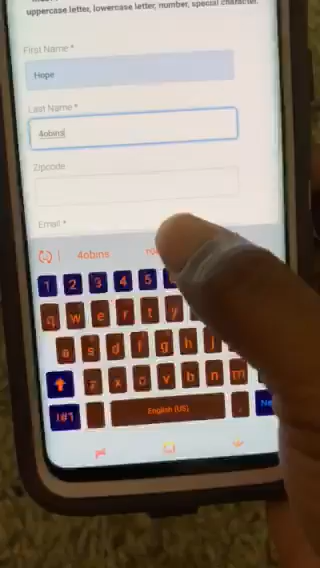 uppercase letter, lowercase letter, number, special character.
First Name *
Hope
Last Name *
4obins
Zipcode
Email *
4obins
1 2 3 4 5
q w e r t y
a s d f g h j
x c v b n m
!#1 English (US) .